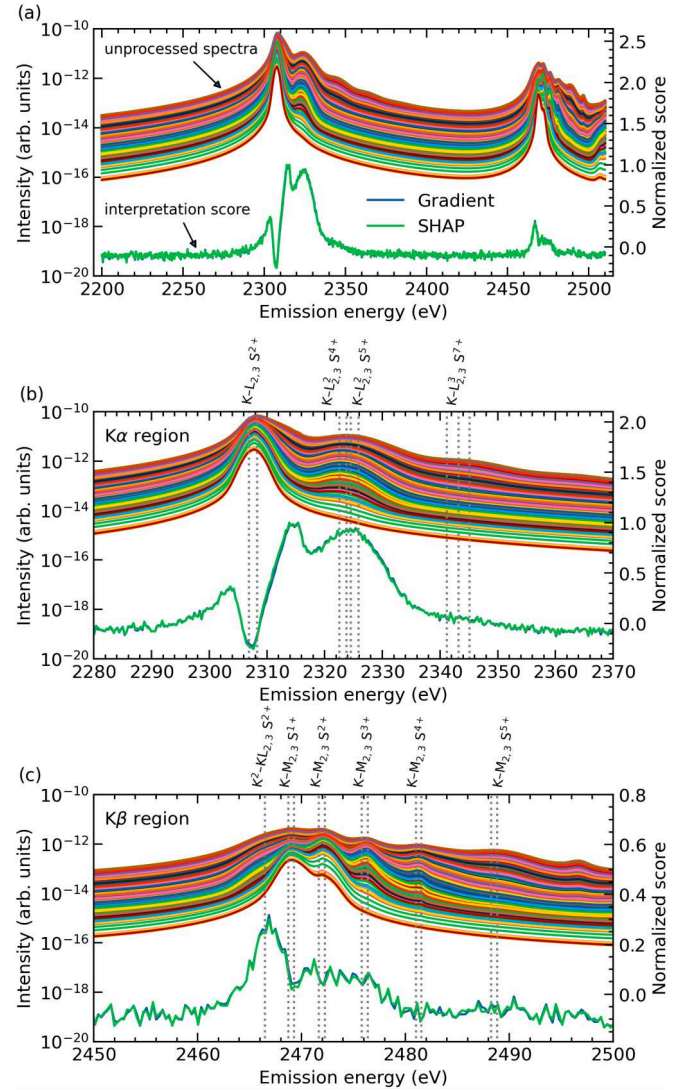 (a)
10⁻¹⁰
10⁻¹²
10⁻¹⁴
10⁻¹⁶
10⁻¹⁸
10⁻²⁰
Intensity (arb. units)
unprocessed spectra
interpretation score
Gradient
SHAP
2.5
2.0
1.5
1.0
0.5
0.0
Normalized score
2200 2250 2300 2350 2400 2450 2500
Emission energy (eV)
K–L₂,₃ S²⁺
K–L²₂,₃ S⁴⁺
K–L²₂,₃ S⁵⁺
K–L³₂,₃ S⁷⁺
(b)
10⁻¹⁰
10⁻¹²
10⁻¹⁴
10⁻¹⁶
10⁻¹⁸
10⁻²⁰
Intensity (arb. units)
Kα region
2.0
1.5
1.0
0.5
0.0
Normalized score
2280 2290 2300 2310 2320 2330 2340 2350 2360 2370
Emission energy (eV)
K²–KL₂,₃ S²⁺
K–M₂,₃ S¹⁺
K–M₂,₃ S²⁺
K–M₂,₃ S³⁺
K–M₂,₃ S⁴⁺
K–M₂,₃ S⁵⁺
(c)
10⁻¹⁰
10⁻¹²
10⁻¹⁴
10⁻¹⁶
10⁻¹⁸
10⁻²⁰
Intensity (arb. units)
Kβ region
0.8
0.6
0.4
0.2
0.0
Normalized score
2450 2460 2470 2480 2490 2500
Emission energy (eV)